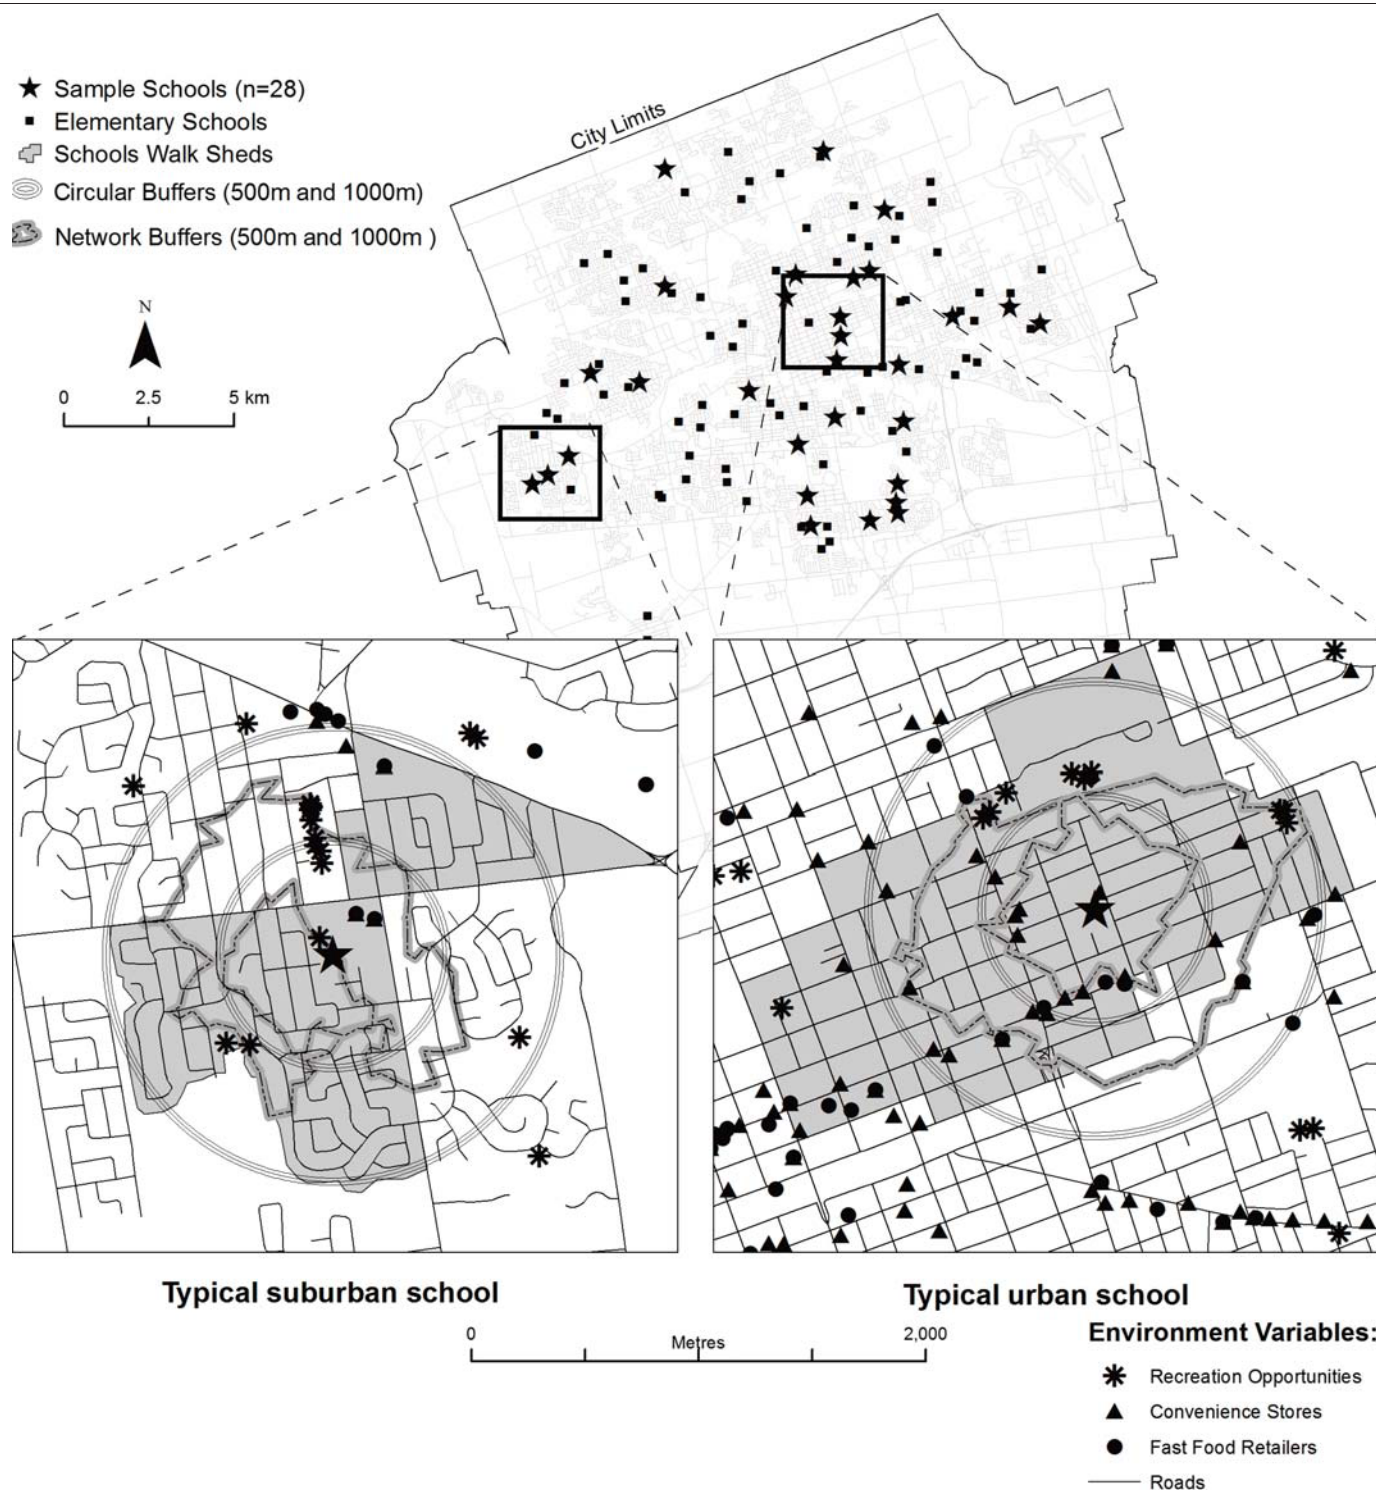 Sample Schools (n=28)
Elementary Schools
Schools Walk Sheds
Circular Buffers (500m and 1000m)
Network Buffers (500m and 1000m )
City Limits
N
0 2.5 5 km
Typical suburban school
Typical urban school
0 Metres 2,000
Environment Variables:
Recreation Opportunities
Convenience Stores
Fast Food Retailers
Roads